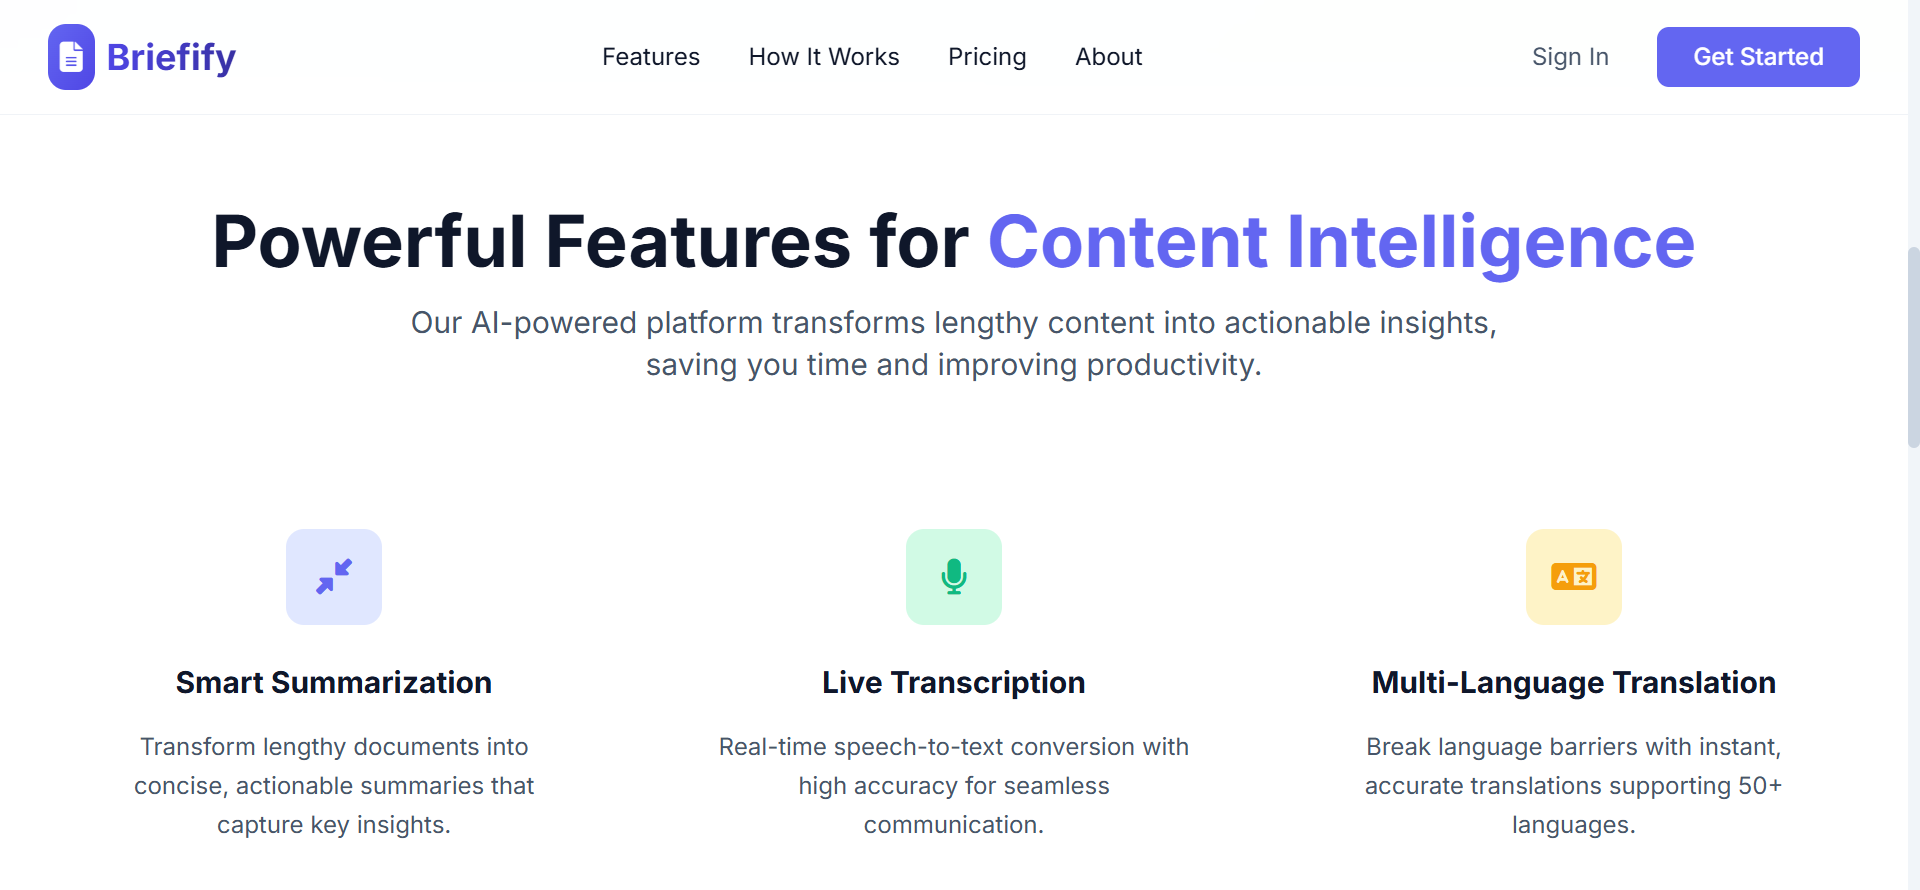 Briefify
Features
How It Works
Pricing
About
Sign In
Get Started
Powerful Features for Content Intelligence
Our AI-powered platform transforms lengthy content into actionable insights,
saving you time and improving productivity.
Smart Summarization
Transform lengthy documents into
concise, actionable summaries that
capture key insights.
Live Transcription
Real-time speech-to-text conversion with
high accuracy for seamless
communication.
A 文
Multi-Language Translation
Break language barriers with instant,
accurate translations supporting 50+
languages.